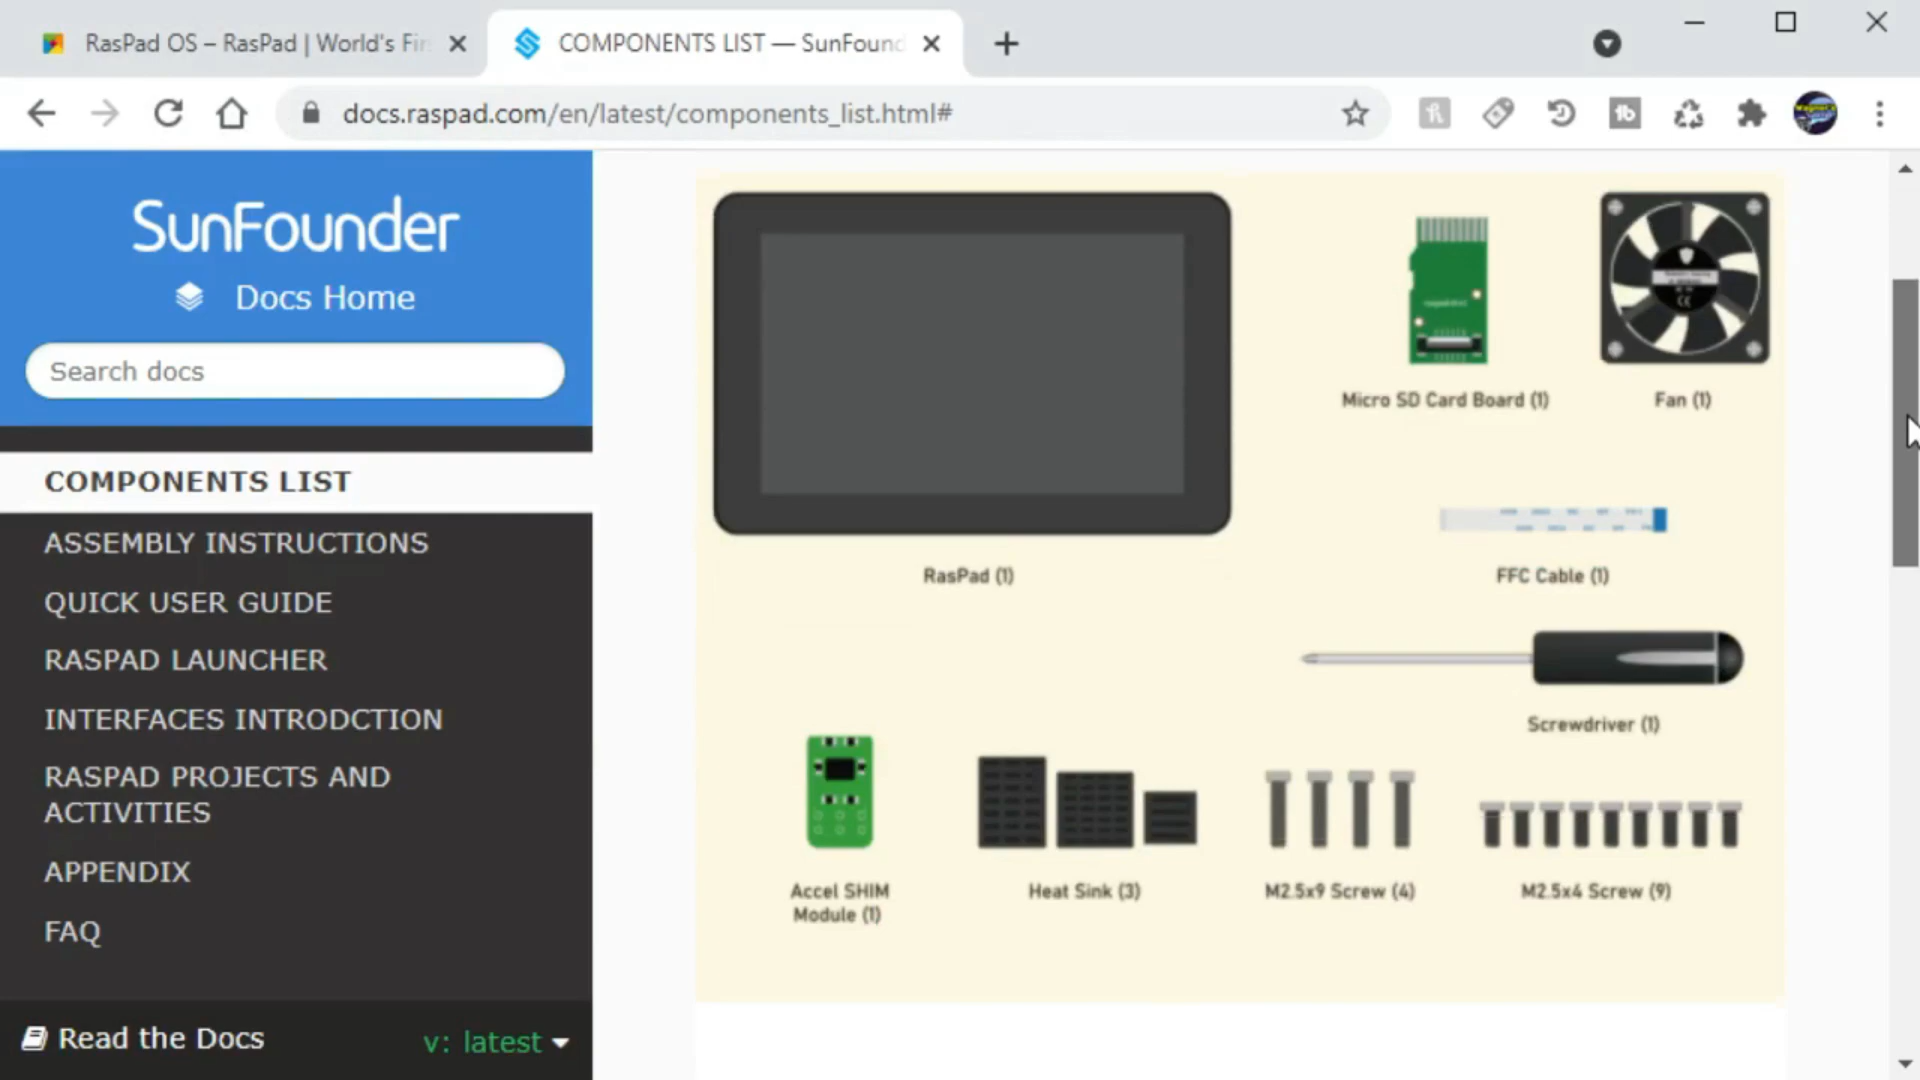 RasPad OS – RasPad | World's Fir
COMPONENTS LIST — SunFound
docs.raspad.com/en/latest/components_list.html#
SunFounder
Docs Home
Search docs
COMPONENTS LIST
ASSEMBLY INSTRUCTIONS
QUICK USER GUIDE
RASPAD LAUNCHER
INTERFACES INTRODCTION
RASPAD PROJECTS AND
ACTIVITIES
APPENDIX
FAQ
Read the Docs
v: latest
Micro SD Card Board (1)
Fan (1)
RasPad (1)
FFC Cable (1)
Screwdriver (1)
Accel SHIM
Module (1)
Heat Sink (3)
M2.5x9 Screw (4)
M2.5x4 Screw (9)